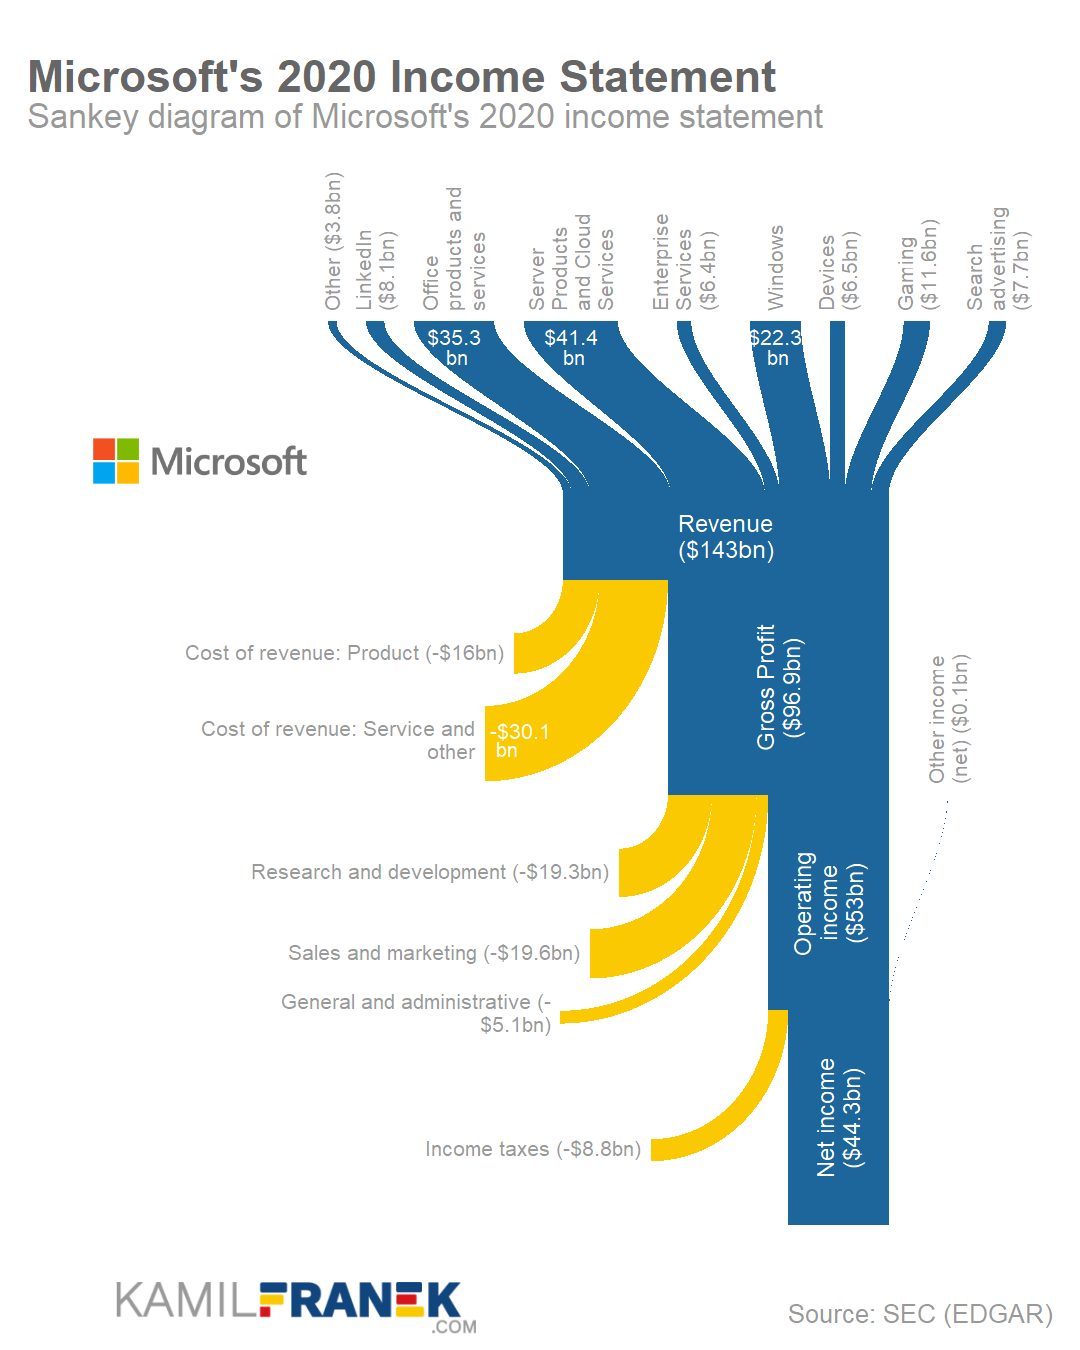 Microsoft's 2020 Income Statement
Sankey diagram of Microsoft's 2020 income statement
Other ($3.8bn)
LinkedIn
($8.1bn)
Office
products and
services
Server
Products
and Cloud
Services
Enterprise
Services
($6.4bn)
Windows
Devices
($6.5bn)
Gaming
($11.6bn)
Search
advertising
($7.7bn)
$35.3
bn
$41.4
bn
$22.3
bn
Microsoft
Revenue
($143bn)
Cost of revenue: Product (-$16bn)
Cost of revenue: Service and
other
-$30.1
bn
Gross Profit
($96.9bn)
Other income
(net) ($0.1bn)
Research and development (-$19.3bn)
Sales and marketing (-$19.6bn)
General and administrative (-
$5.1bn)
Operating
income
($53bn)
Income taxes (-$8.8bn)
Net income
($44.3bn)
KAMILFRANEK
.COM
Source: SEC (EDGAR)